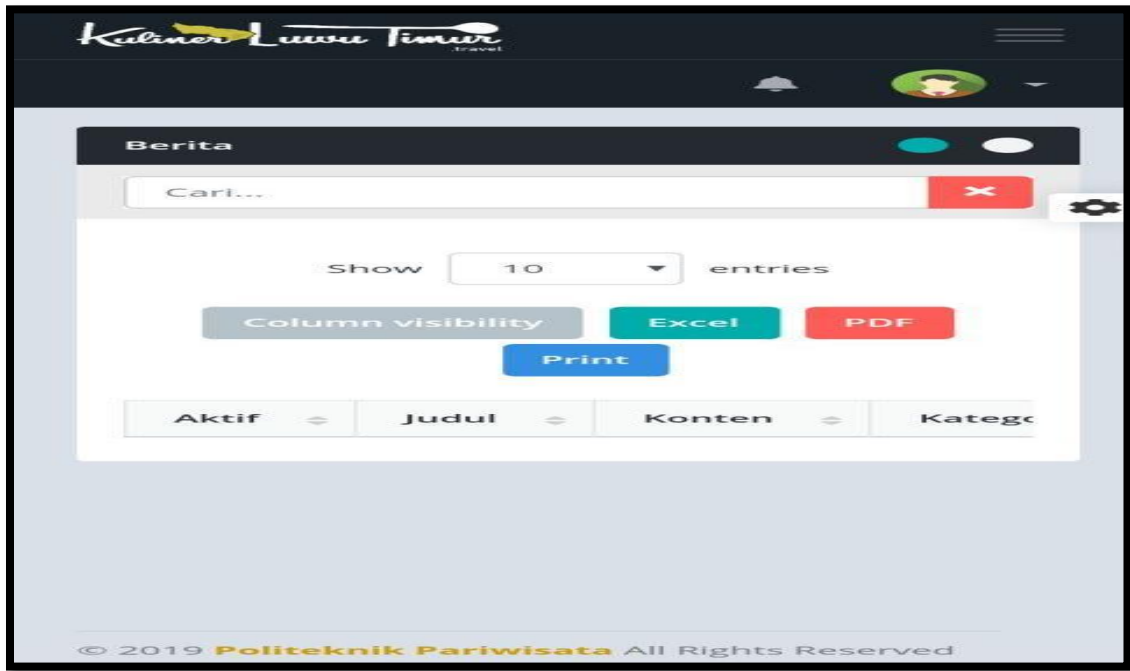 Kuliner Luwu Timur
.travel
Berita
Cari...
Show 10 entries
Column visibility Excel PDF
Print
Aktif Judul Konten Katego
© 2019 Politeknik Pariwisata All Rights Reserved